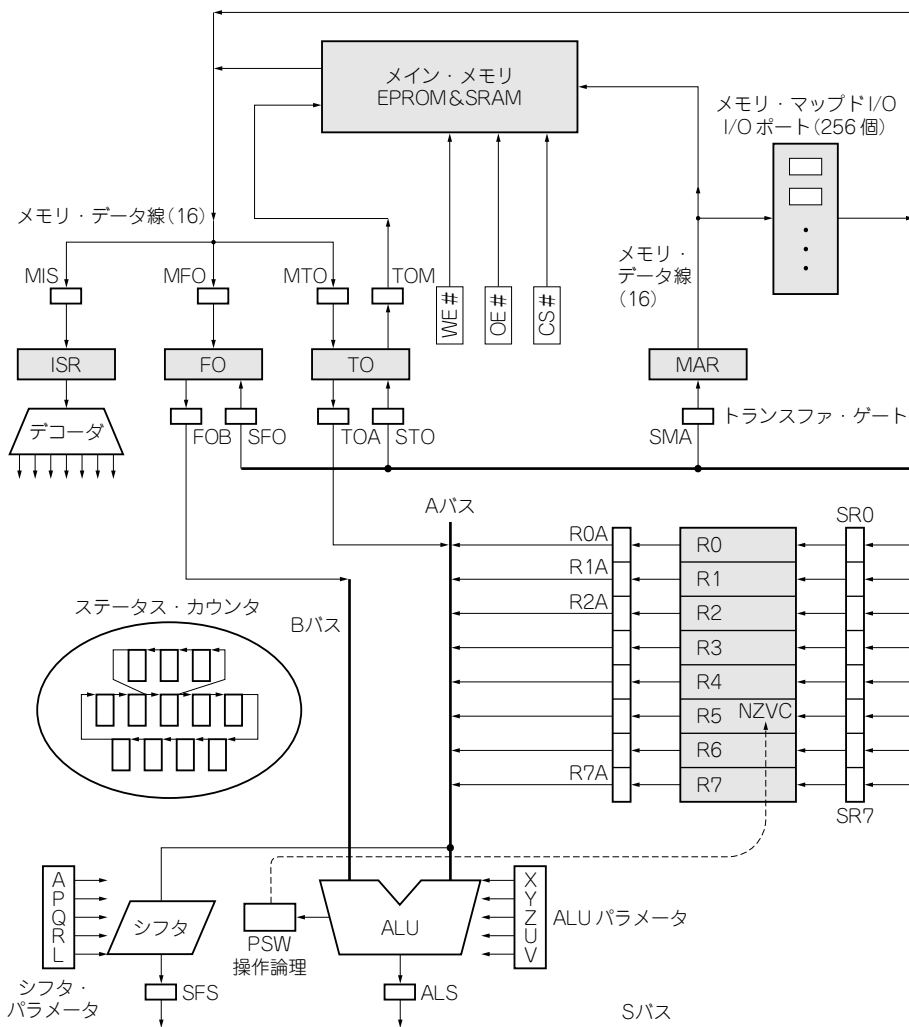 メイン・メモリ
EPROM&SRAM
メモリ・マップドI/O
I/Oポート(256個)
メモリ・データ線(16)
メモリ・
データ線
(16)
MIS
MFO
MTO
TOM
WE#
OE#
CS#
ISR
FO
TO
MAR
デコーダ
FOB
SFO
TOA
STO
SMA
トランスファ・ゲート
Aバス
Bバス
SR0
R0A
R0
R1A
R1
R2A
R2
R3
R4
R5
NZVC
R6
R7A
R7
SR7
ステータス・カウンタ
A
P
Q
R
L
シフタ
シフタ・
パラメータ
SFS
PSW
操作論理
ALU
ALS
X
Y
Z
U
V
ALUパラメータ
Sバス